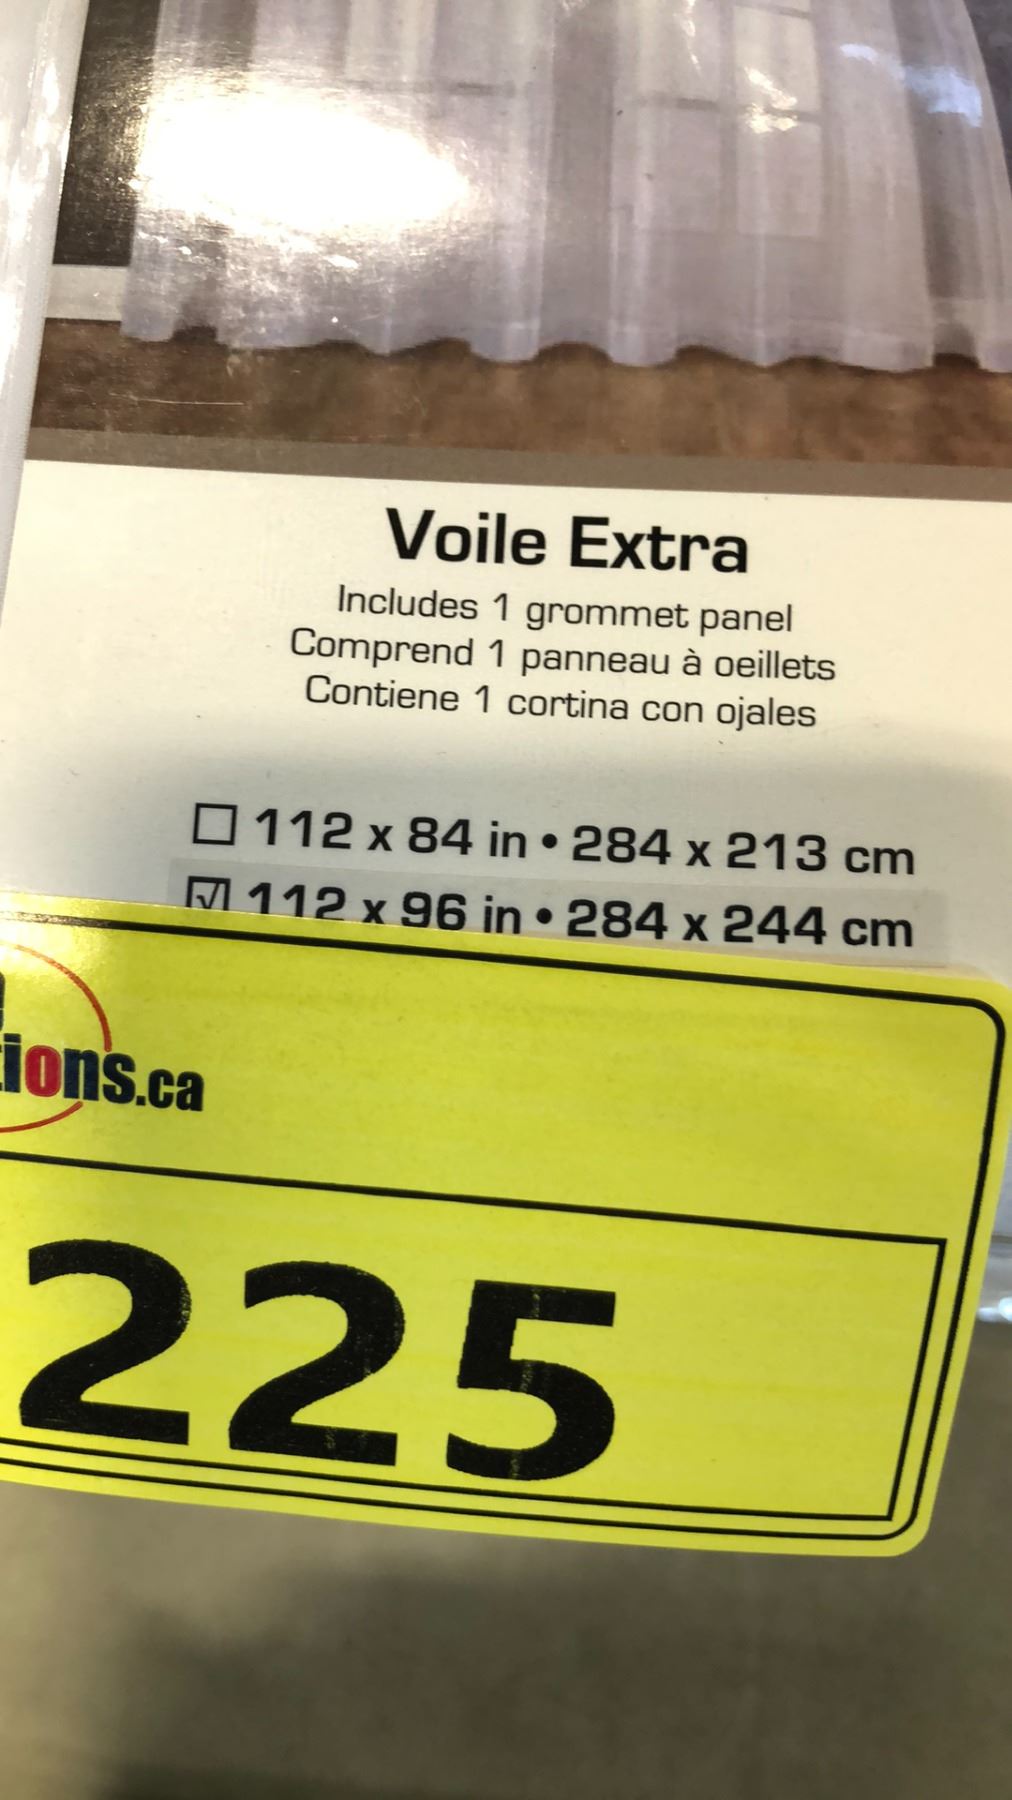 Voile Extra
Includes 1 grommet panel
Comprend 1 panneau à oeillets
Contiene 1 cortina con ojales
☐ 112 x 84 in • 284 x 213 cm
☑ 112 x 96 in • 284 x 244 cm
ions.ca
225